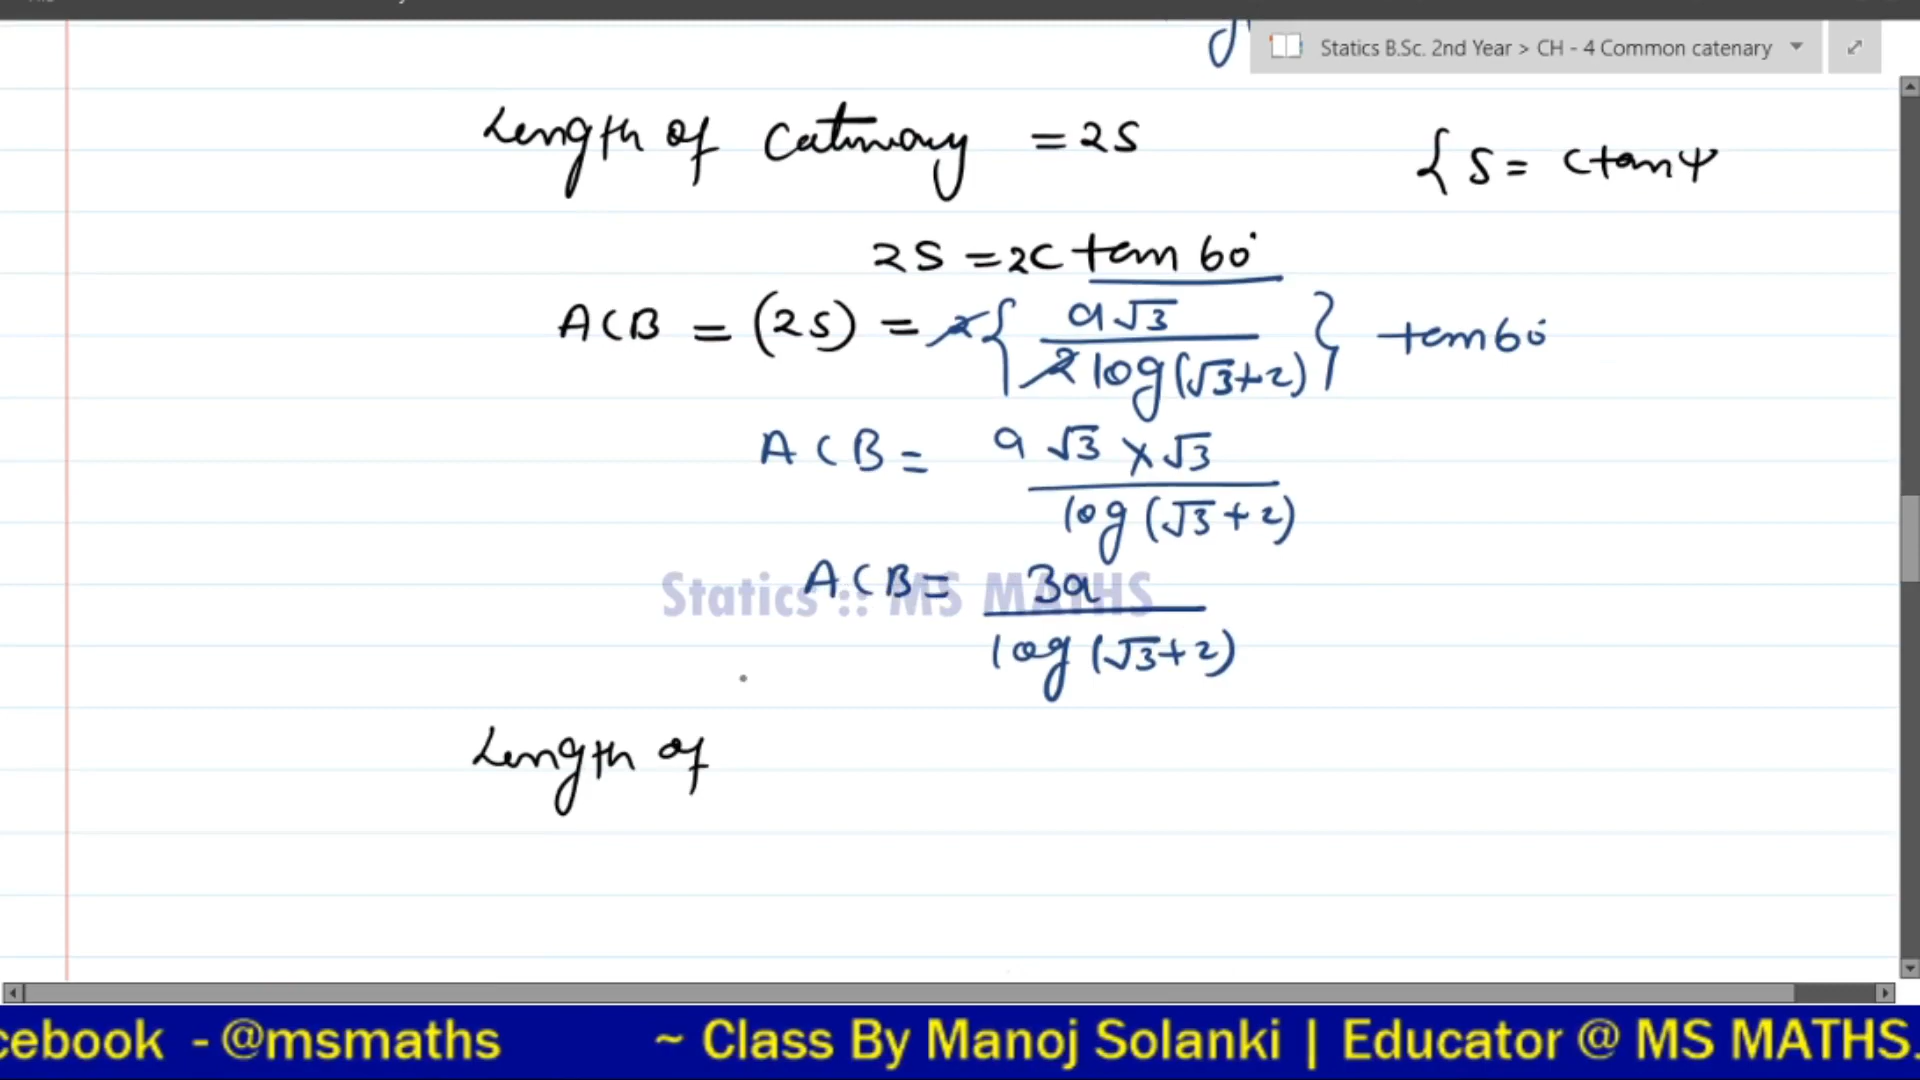 Statics B.Sc. 2nd Year > CH - 4 Common catenary
Length of Catenary = 2S {S = c tan ψ
2S = 2C tan 60°
ACB = (2S) = 2{ a√3 / 2 log(√3+2) } tan 60°
ACB = a √3 × √3 / log (√3+2)
ACB = 3a / log (√3+2)
Statics :: MS MATHS
Length of
cebook - @msmaths ~ Class By Manoj Solanki | Educator @ MS MATHS.